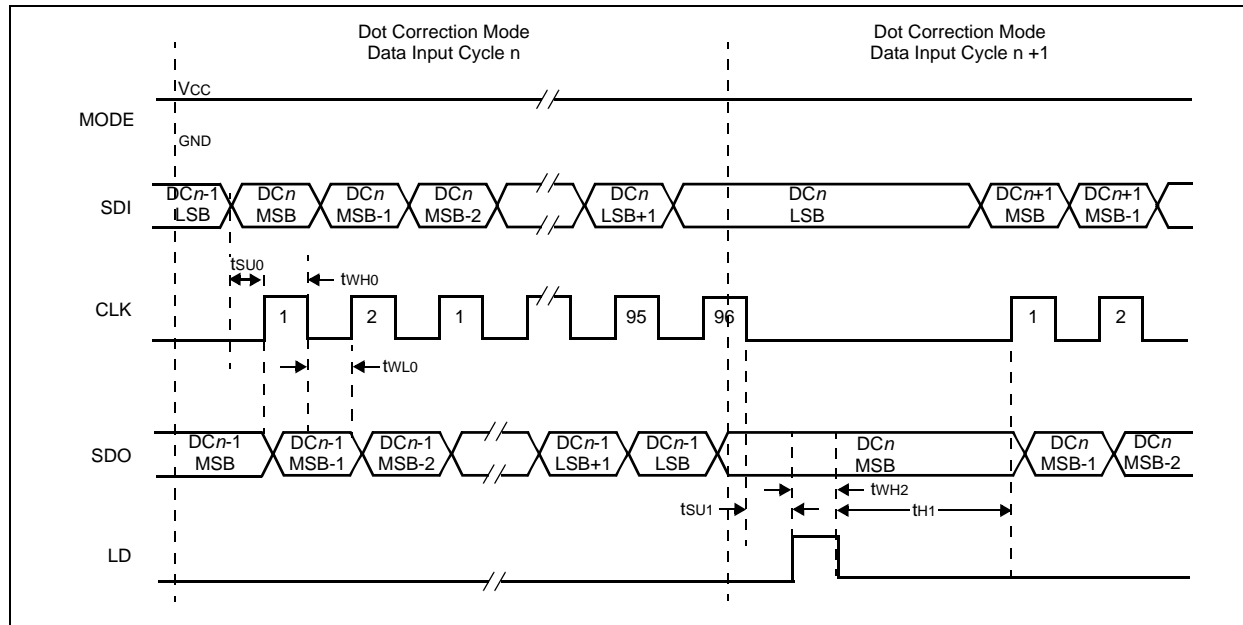 Dot Correction Mode
Data Input Cycle n
Dot Correction Mode
Data Input Cycle n +1
VCC
MODE
GND
SDI
DCn-1
LSB
DCn
MSB
DCn
MSB-1
DCn
MSB-2
DCn
LSB+1
DCn
LSB
DCn+1
MSB
DCn+1
MSB-1
tSU0
tWH0
CLK
1
2
1
95
96
1
2
tWL0
SDO
DCn-1
MSB
DCn-1
MSB-1
DCn-1
MSB-2
DCn-1
LSB+1
DCn-1
LSB
DCn
MSB
DCn
MSB-1
DCn
MSB-2
tWH2
tSU1
tH1
LD